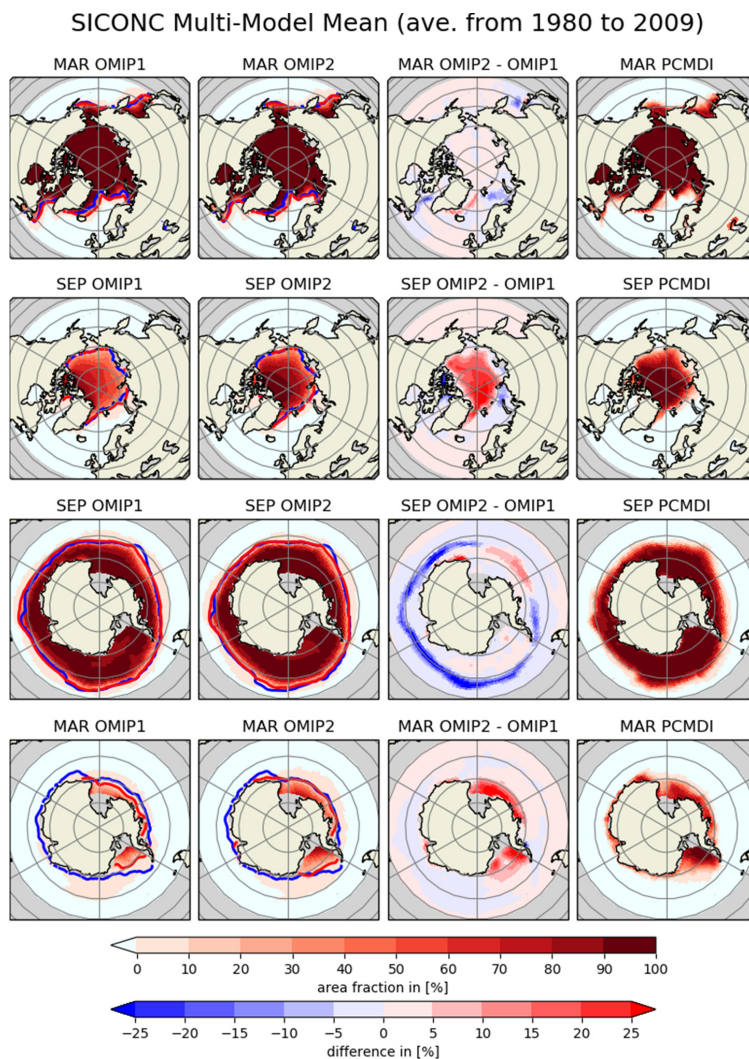 SICONC Multi-Model Mean (ave. from 1980 to 2009)
MAR OMIP1 MAR OMIP2 MAR OMIP2 - OMIP1 MAR PCMDI
SEP OMIP1 SEP OMIP2 SEP OMIP2 - OMIP1 SEP PCMDI
SEP OMIP1 SEP OMIP2 SEP OMIP2 - OMIP1 SEP PCMDI
MAR OMIP1 MAR OMIP2 MAR OMIP2 - OMIP1 MAR PCMDI
0 10 20 30 40 50 60 70 80 90 100
area fraction in [%]
−25 −20 −15 −10 −5 0 5 10 15 20 25
difference in [%]